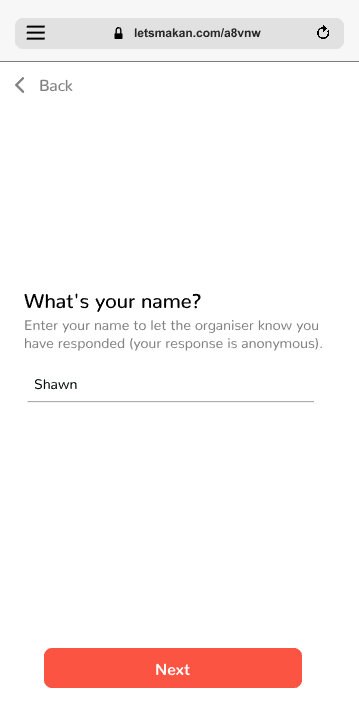 letsmakan.com/a8vnw
Back
What's your name?
Enter your name to let the organiser know you
have responded (your response is anonymous).
Shawn
Next